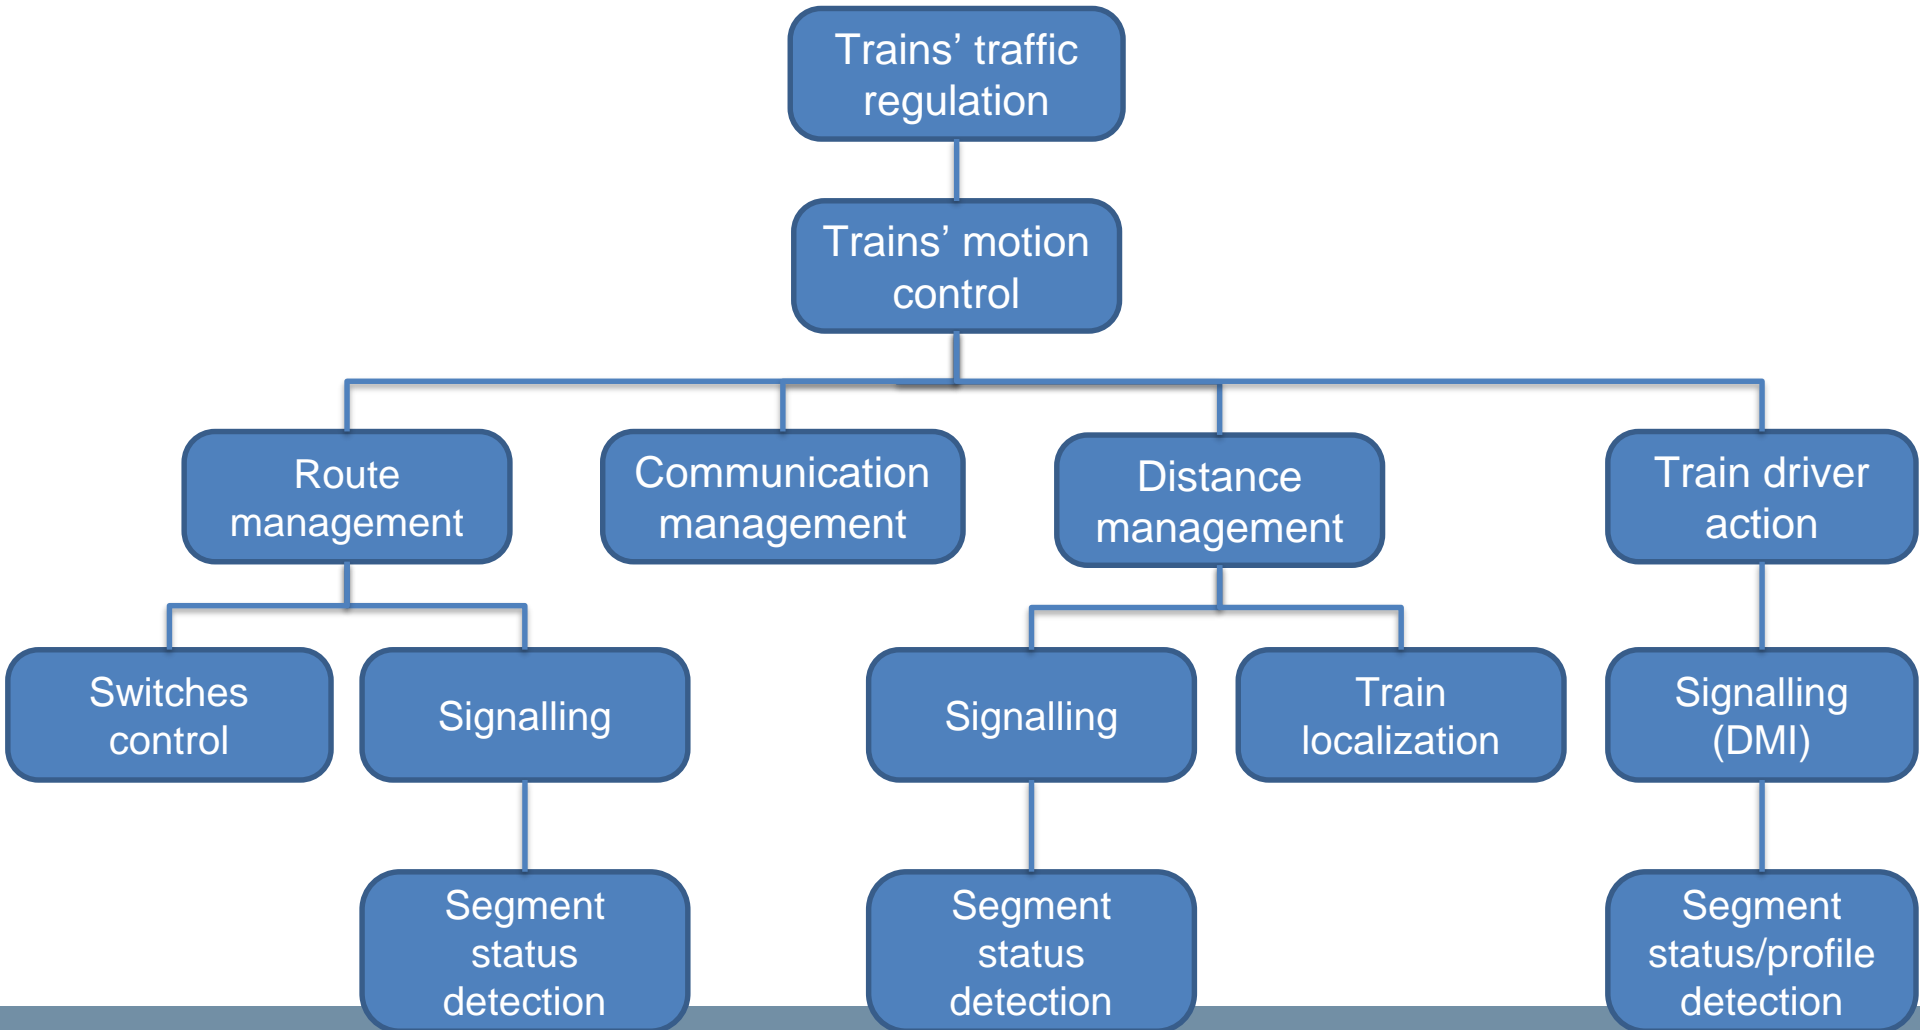 Trains’ traffic
regulation
Trains’ motion
control
Route
management
Communication
management
Distance
management
Train driver
action
Switches
control
Signalling
Signalling
Train
localization
Signalling
(DMI)
Segment
status
detection
Segment
status
detection
Segment
status/profile
detection